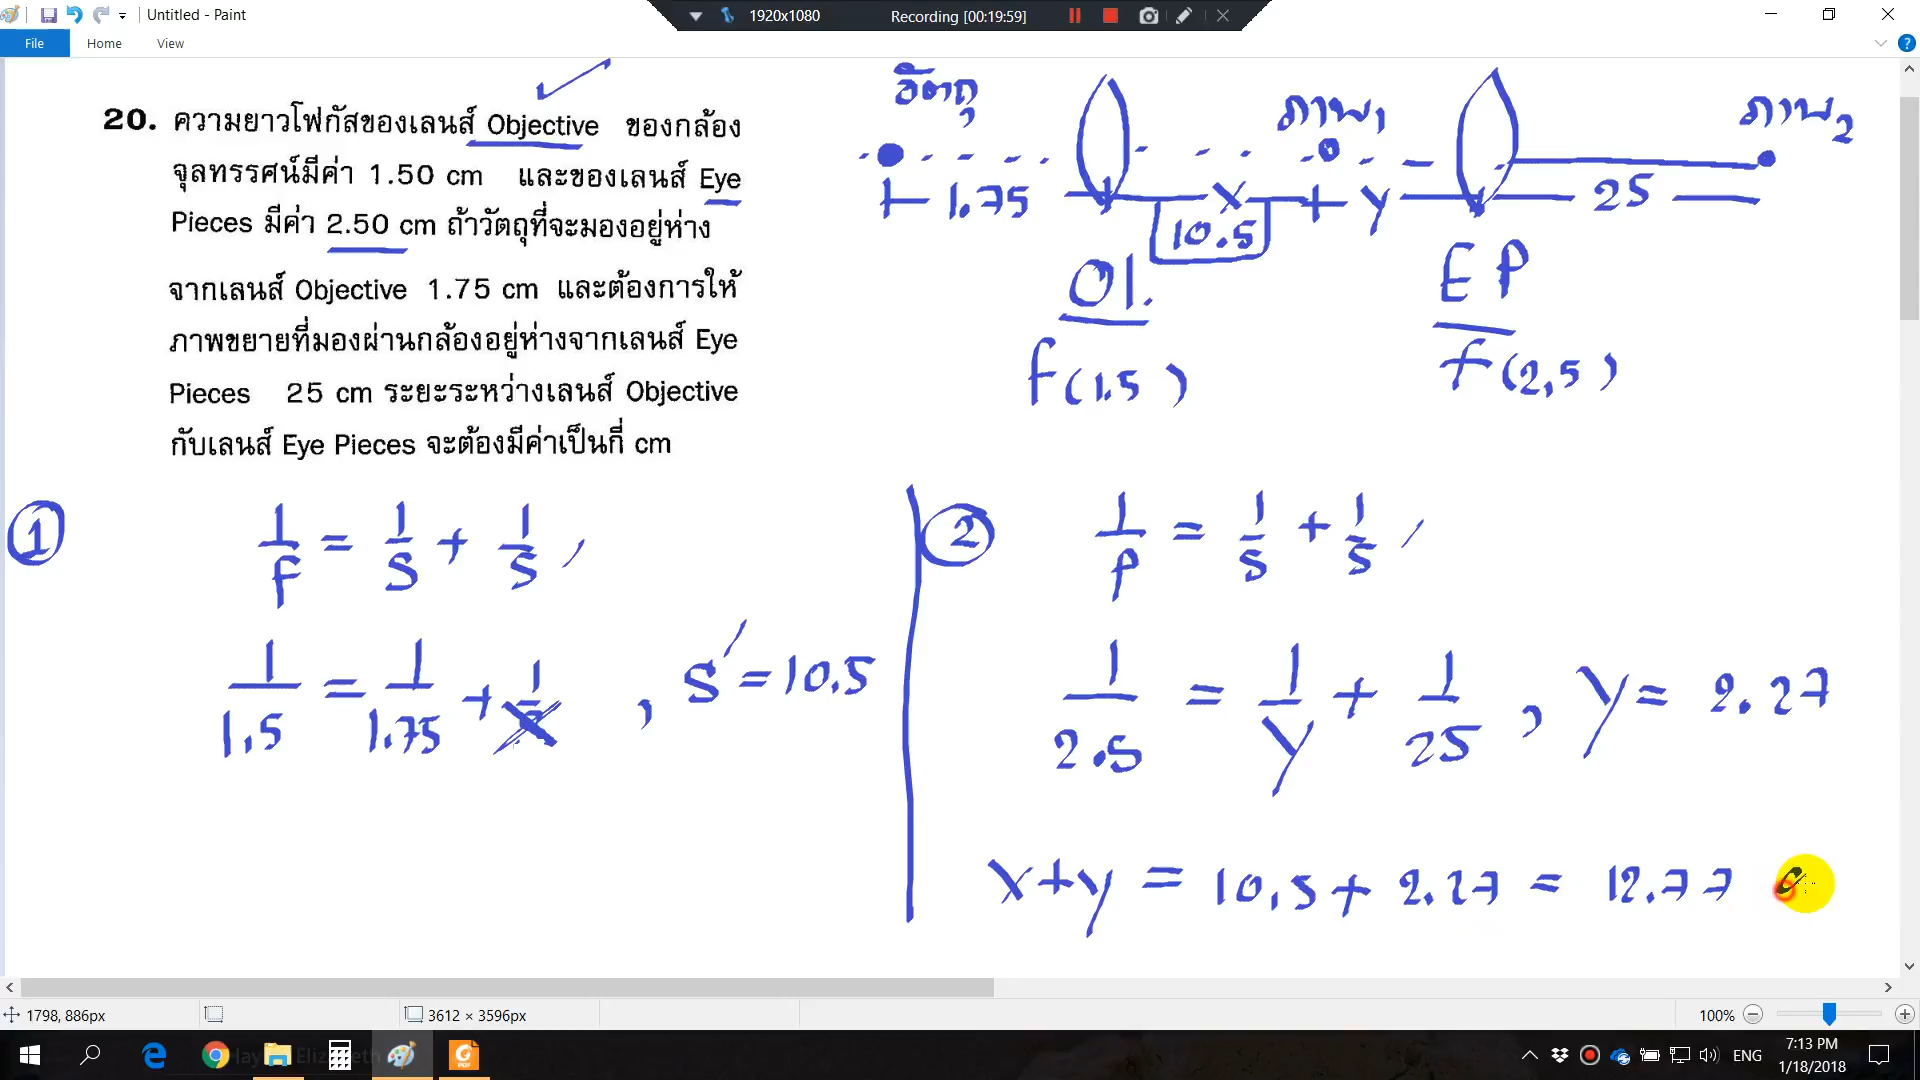 Untitled - Paint
1920x1080
Recording [00:19:59]
File Home View
20. ความยาวโฟกัสของเลนส์ Objective ของกล้อง
จุลทรรศน์มีค่า 1.50 cm และของเลนส์ Eye
Pieces มีค่า 2.50 cm ถ้าวัตถุที่จะมองอยู่ห่าง
จากเลนส์ Objective 1.75 cm และต้องการให้
ภาพขยายที่มองผ่านกล้องอยู่ห่างจากเลนส์ Eye
Pieces 25 cm ระยะระหว่างเลนส์ Objective
กับเลนส์ Eye Pieces จะต้องมีค่าเป็นกี่ cm
วัตถุ ภาพ1 ภาพ2
1.75 x y 25
10.5
O1. EP
f(1.5) f(2.5)
1 1/F = 1/S + 1/S'
1/1.5 = 1/1.75 + 1/x , S' = 10.5
2 1/P = 1/S + 1/S'
1/2.5 = 1/y + 1/25 , y = 2.27
x+y = 10.5 + 2.27 = 12.77 c
1798, 886px
3612 × 3596px
100%
ENG
7:13 PM
1/18/2018